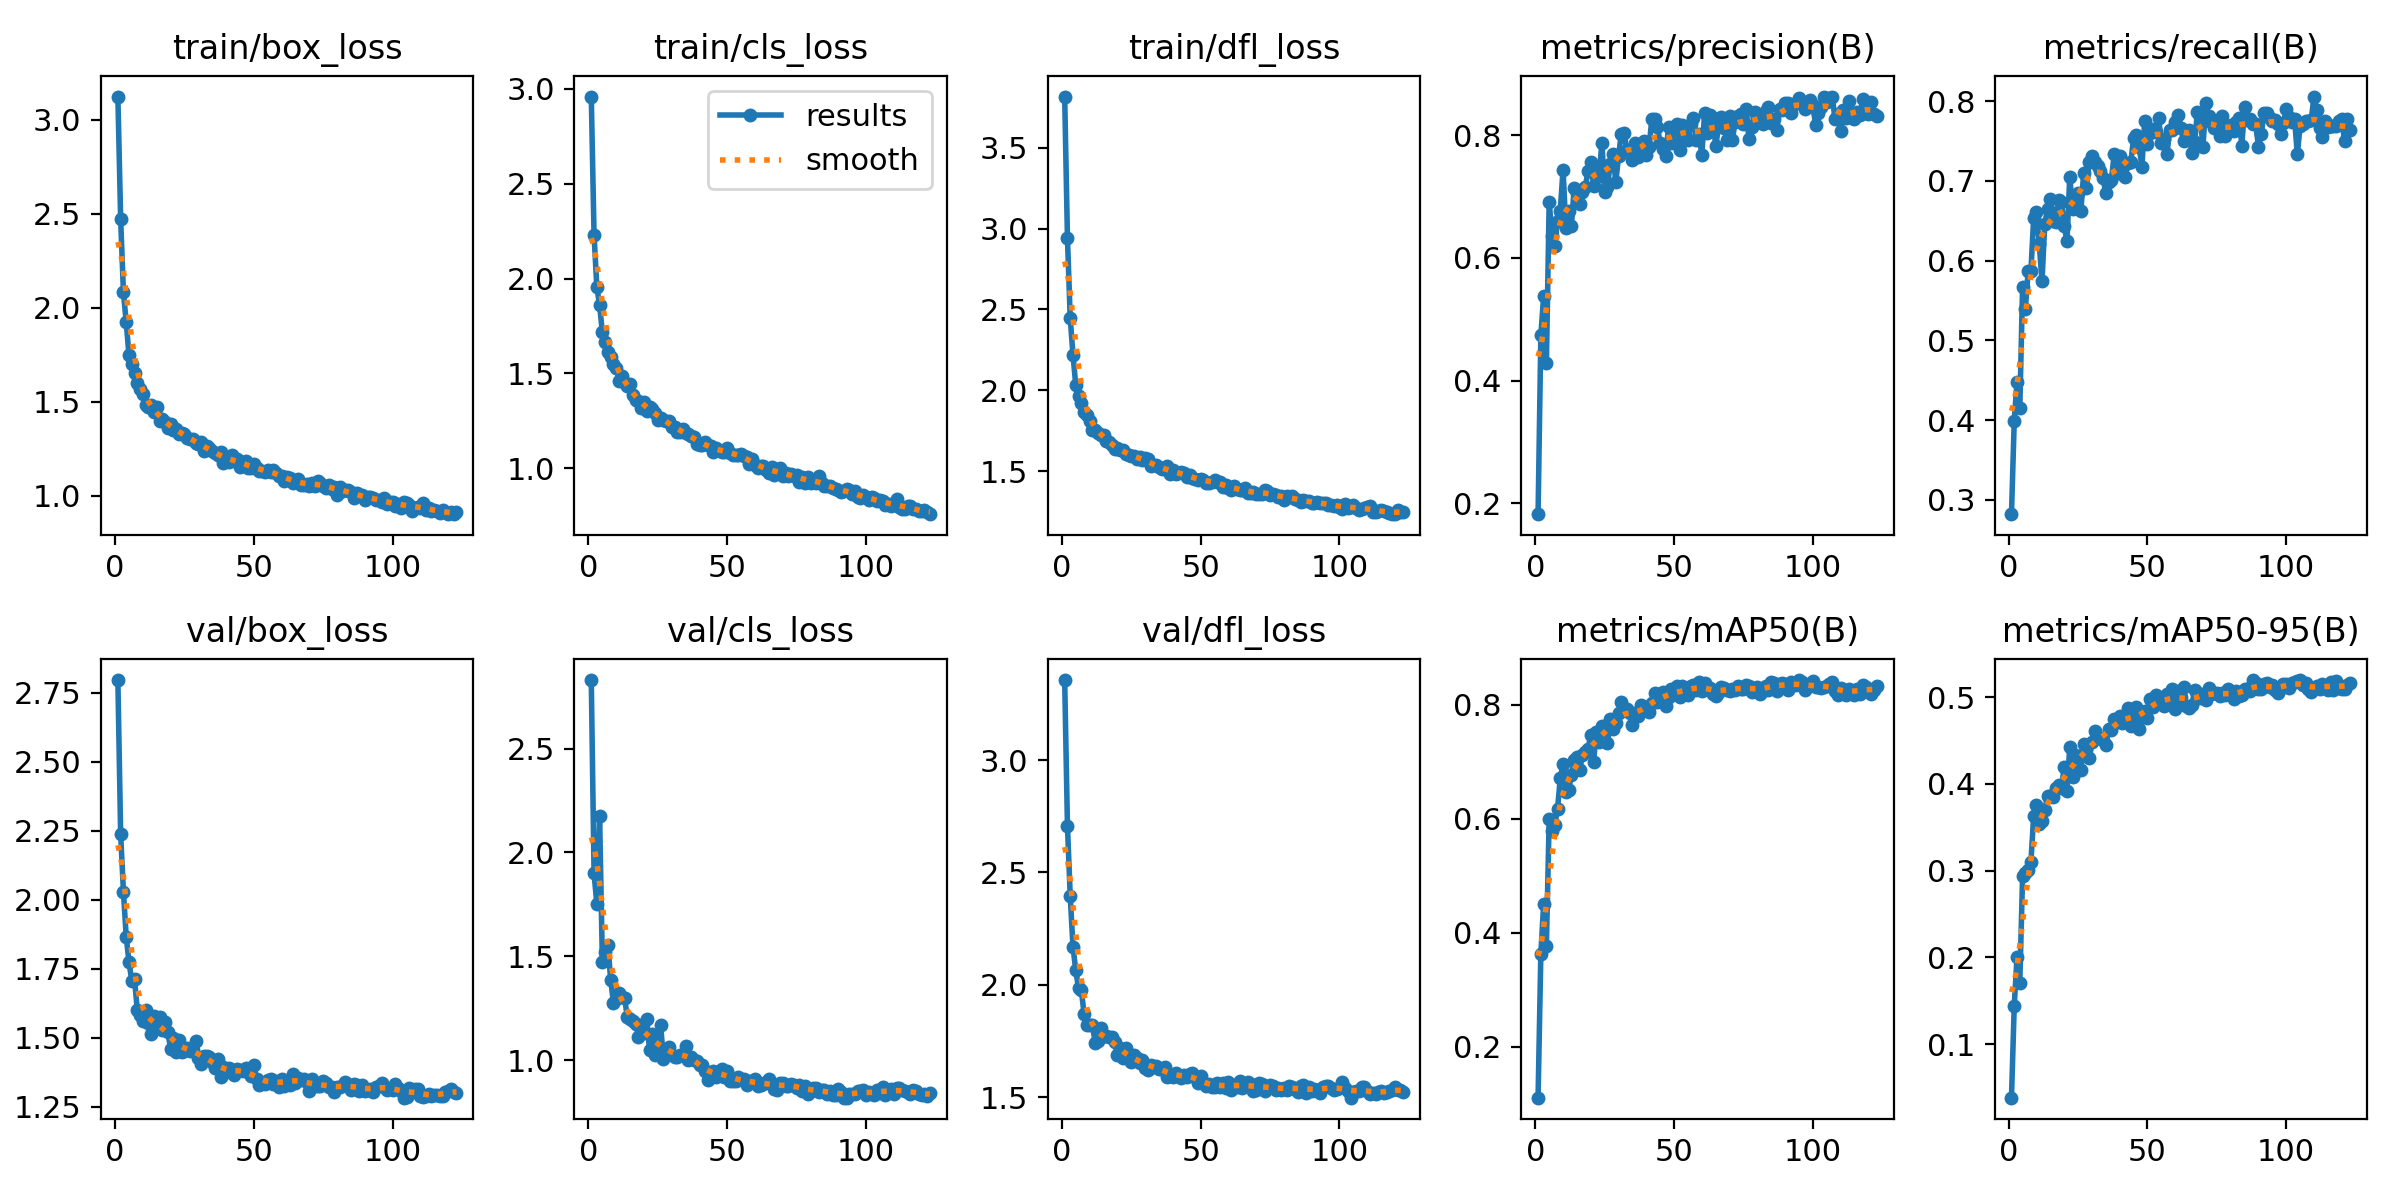 train/box_loss
3.0
2.5
2.0
1.5
1.0
0 50 100
train/cls_loss
results
smooth
3.0
2.5
2.0
1.5
1.0
0 50 100
train/dfl_loss
3.5
3.0
2.5
2.0
1.5
0 50 100
metrics/precision(B)
0.8
0.6
0.4
0.2
0 50 100
metrics/recall(B)
0.8
0.7
0.6
0.5
0.4
0.3
0 50 100
val/box_loss
2.75
2.50
2.25
2.00
1.75
1.50
1.25
0 50 100
val/cls_loss
2.5
2.0
1.5
1.0
0 50 100
val/dfl_loss
3.0
2.5
2.0
1.5
0 50 100
metrics/mAP50(B)
0.8
0.6
0.4
0.2
0 50 100
metrics/mAP50-95(B)
0.5
0.4
0.3
0.2
0.1
0 50 100